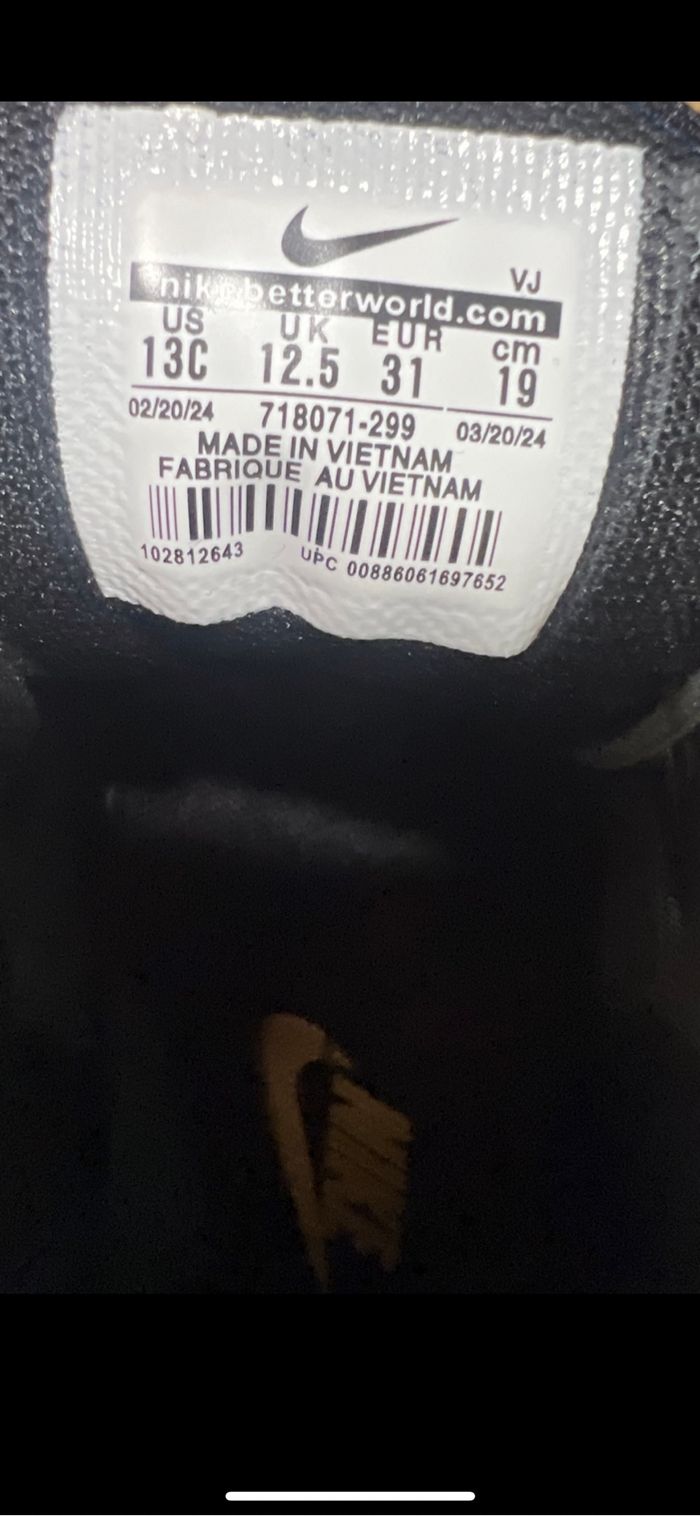 VJ
nikebetterworld.com
US UK EUR cm
13C 12.5 31 19
02/20/24 718071-299 03/20/24
MADE IN VIETNAM
FABRIQUE AU VIETNAM
102812643 UPC 00886061697652